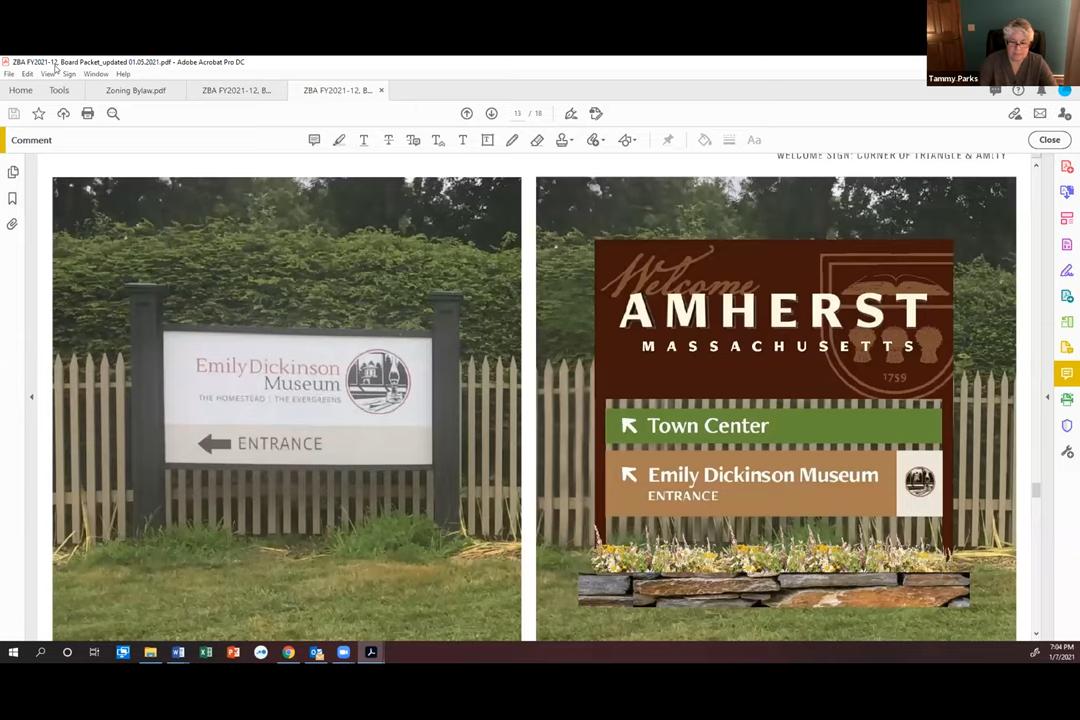 Tammy.Parks
ZBA FY2021-12, Board Packet_updated 01.05.2021.pdf - Adobe Acrobat Pro DC
File Edit View Sign Window Help
Home Tools Zoning Bylaw.pdf ZBA FY2021-12, B... ZBA FY2021-12, B... ×
13 / 18
Comment
Aa
Close
WELCOME SIGN: CORNER OF TRIANGLE & AMITY
Emily Dickinson
Museum
THE HOMESTEAD | THE EVERGREENS
ENTRANCE
Welcome
AMHERST
MASSACHUSETTS
1759
Town Center
Emily Dickinson Museum
ENTRANCE
7:04 PM
1/7/2021